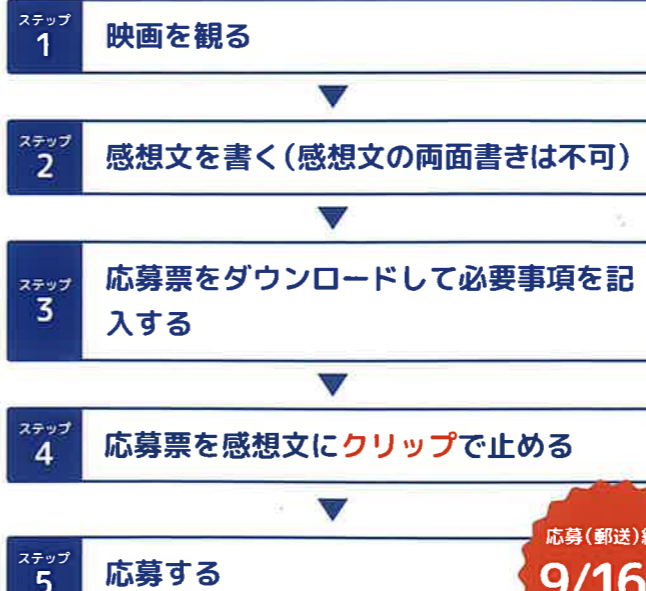 ステップ
1
映画を観る
ステップ
2
感想文を書く（感想文の両面書きは不可）
ステップ
3
応募票をダウンロードして必要事項を記
入する
ステップ
4
応募票を感想文にクリップで止める
ステップ
5
応募する
応募（郵送）
9/16